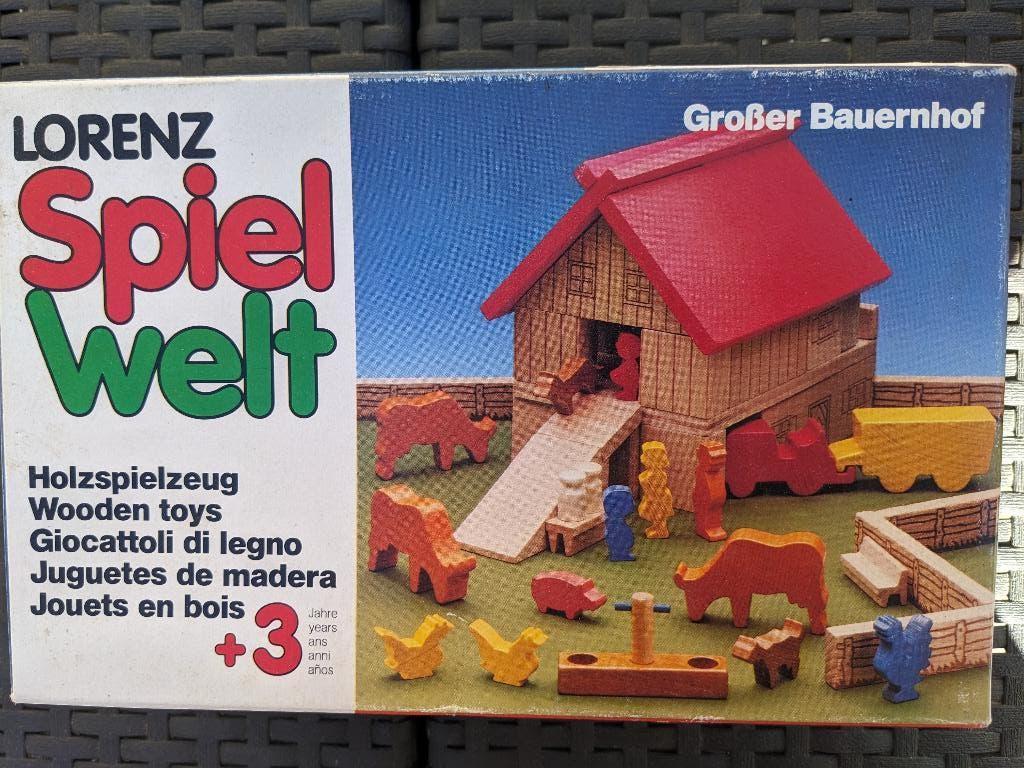 LORENZ
Spiel
Welt
Holzspielzeug
Wooden toys
Giocattoli di legno
Juguetes de madera
Jouets en bois
+3
Jahre
years
ans
anni
años
Großer Bauernhof